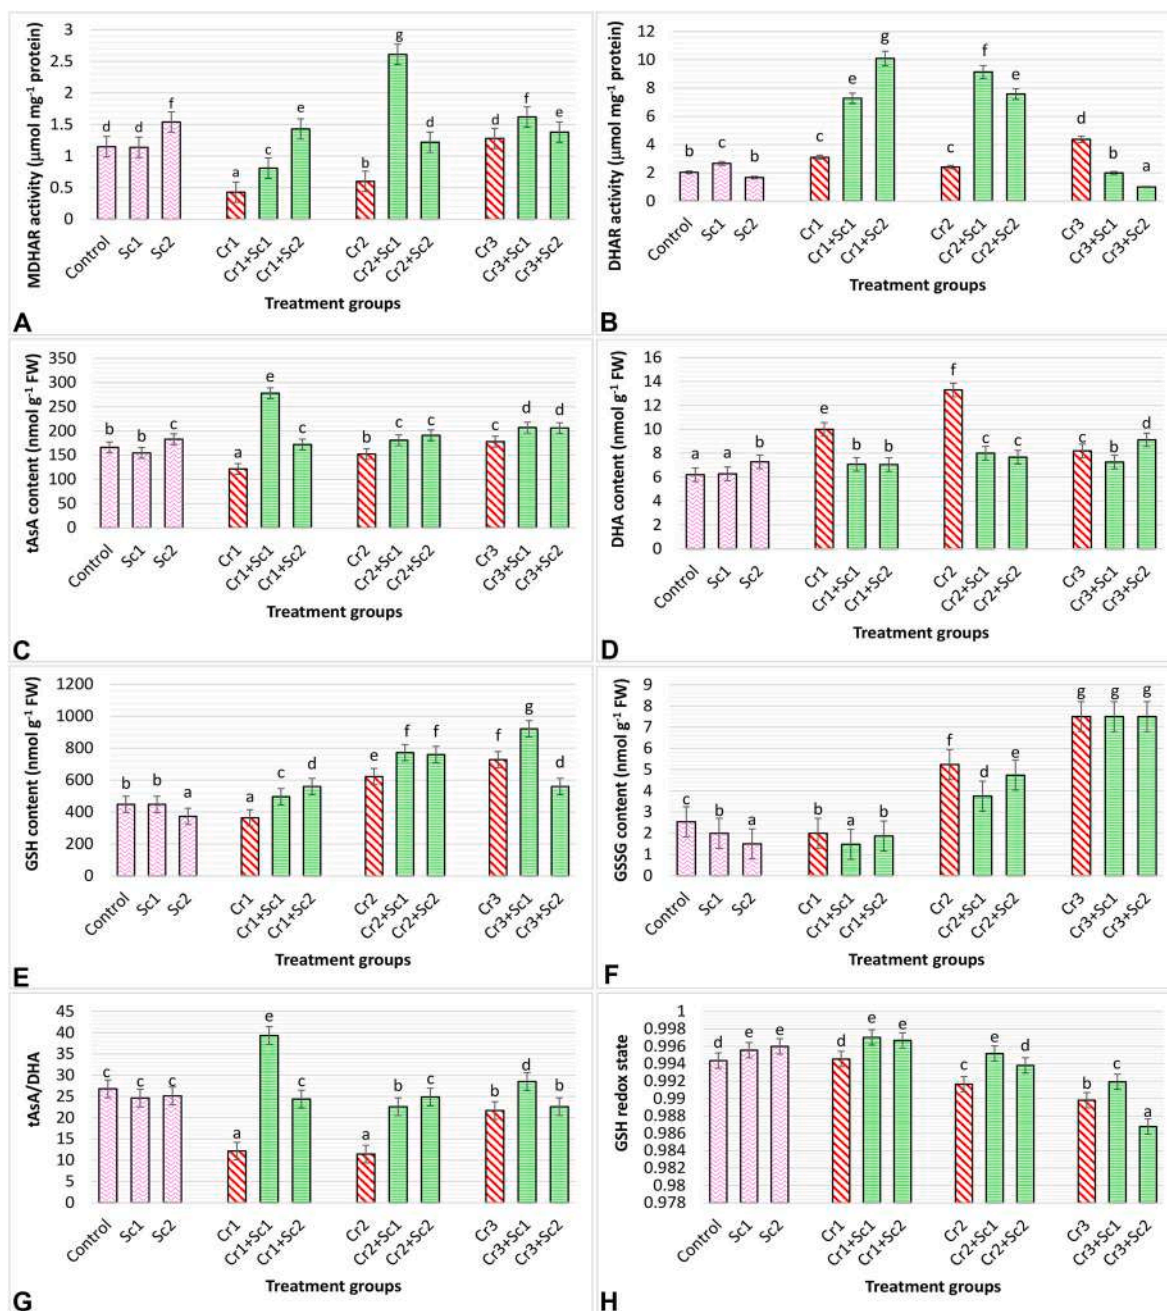 MDHAR activity (µmol mg⁻¹ protein)
3
2.5
2
1.5
1
0.5
0
d d f a c e b g d d f e
Control Sc1 Sc2 Cr1 Cr1+Sc1 Cr1+Sc2 Cr2 Cr2+Sc1 Cr2+Sc2 Cr3 Cr3+Sc1 Cr3+Sc2
Treatment groups
A
DHAR activity (µmol mg⁻¹ protein)
12
10
8
6
4
2
0
b c b c e g c f e d b a
Control Sc1 Sc2 Cr1 Cr1+Sc1 Cr1+Sc2 Cr2 Cr2+Sc1 Cr2+Sc2 Cr3 Cr3+Sc1 Cr3+Sc2
Treatment groups
B
tAsA content (nmol g⁻¹ FW)
350
300
250
200
150
100
50
0
b b c a e c b c c c d d
Control Sc1 Sc2 Cr1 Cr1+Sc1 Cr1+Sc2 Cr2 Cr2+Sc1 Cr2+Sc2 Cr3 Cr3+Sc1 Cr3+Sc2
Treatment groups
C
DHA content (nmol g⁻¹ FW)
16
14
12
10
8
6
4
2
0
a a b e b b f c c c b d
Control Sc1 Sc2 Cr1 Cr1+Sc1 Cr1+Sc2 Cr2 Cr2+Sc1 Cr2+Sc2 Cr3 Cr3+Sc1 Cr3+Sc2
Treatment groups
D
GSH content (nmol g⁻¹ FW)
1200
1000
800
600
400
200
0
b b a a c d e f f f g d
Control Sc1 Sc2 Cr1 Cr1+Sc1 Cr1+Sc2 Cr2 Cr2+Sc1 Cr2+Sc2 Cr3 Cr3+Sc1 Cr3+Sc2
Treatment groups
E
GSSG content (nmol g⁻¹ FW)
9
8
7
6
5
4
3
2
1
0
c b a b a b f d e g g g
Control Sc1 Sc2 Cr1 Cr1+Sc1 Cr1+Sc2 Cr2 Cr2+Sc1 Cr2+Sc2 Cr3 Cr3+Sc1 Cr3+Sc2
Treatment groups
F
tAsA/DHA
45
40
35
30
25
20
15
10
5
0
c c c a e c a b c b d b
Control Sc1 Sc2 Cr1 Cr1+Sc1 Cr1+Sc2 Cr2 Cr2+Sc1 Cr2+Sc2 Cr3 Cr3+Sc1 Cr3+Sc2
Treatment groups
G
GSH redox state
1
0.998
0.996
0.994
0.992
0.99
0.988
0.986
0.984
0.982
0.98
0.978
d e e d e e c e d b c a
Control Sc1 Sc2 Cr1 Cr1+Sc1 Cr1+Sc2 Cr2 Cr2+Sc1 Cr2+Sc2 Cr3 Cr3+Sc1 Cr3+Sc2
Treatment groups
H